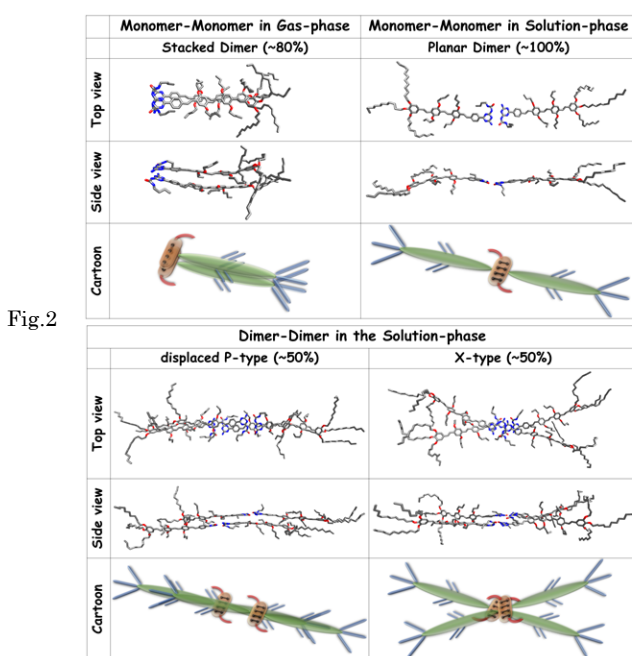 Monomer-Monomer in Gas-phase Monomer-Monomer in Solution-phase
Stacked Dimer (~80%) Planar Dimer (~100%)
Top view
Side view
Cartoon
Fig.2
Dimer-Dimer in the Solution-phase
displaced P-type (~50%) X-type (~50%)
Top view
Side view
Cartoon